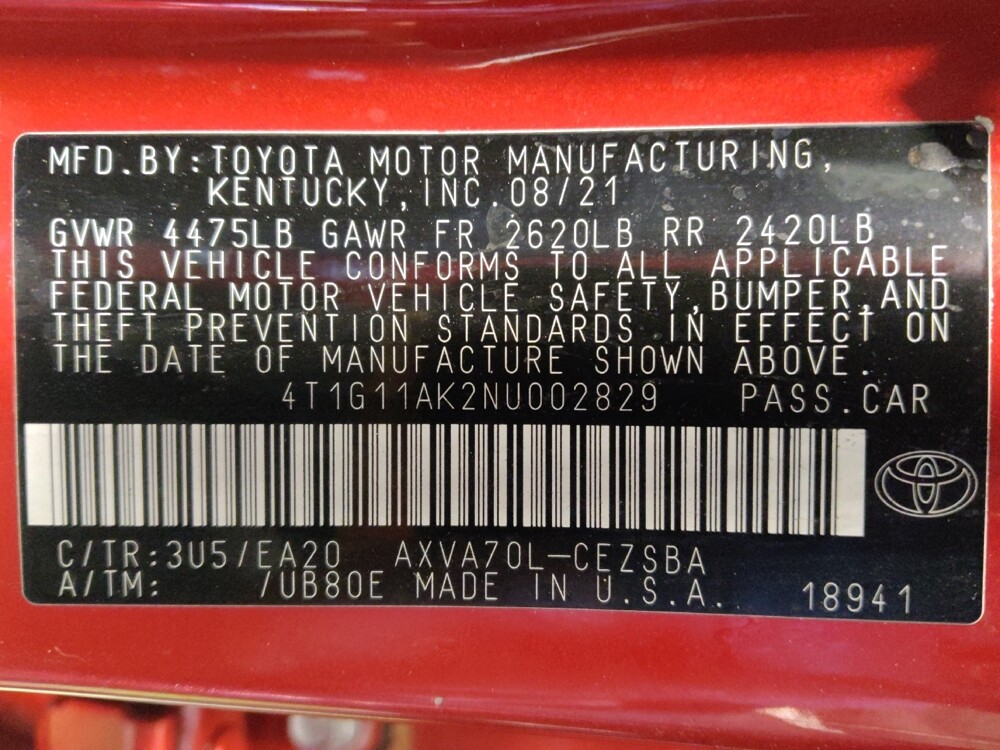 MFD.BY:TOYOTA MOTOR MANUFACTURING,
KENTUCKY,INC.08/21
GVWR 4475LB GAWR FR 2620LB RR 2420LB
THIS VEHICLE CONFORMS TO ALL APPLICABLE
FEDERAL MOTOR VEHICLE SAFETY,BUMPER,AND
THEFT PREVENTION STANDARDS IN EFFECT ON
THE DATE OF MANUFACTURE SHOWN ABOVE.
4T1G11AK2NU002829 PASS.CAR
C/TR:3U5/EA20 AXVA70L-CEZSBA
A/TM: /UB80E MADE IN U.S.A. 18941